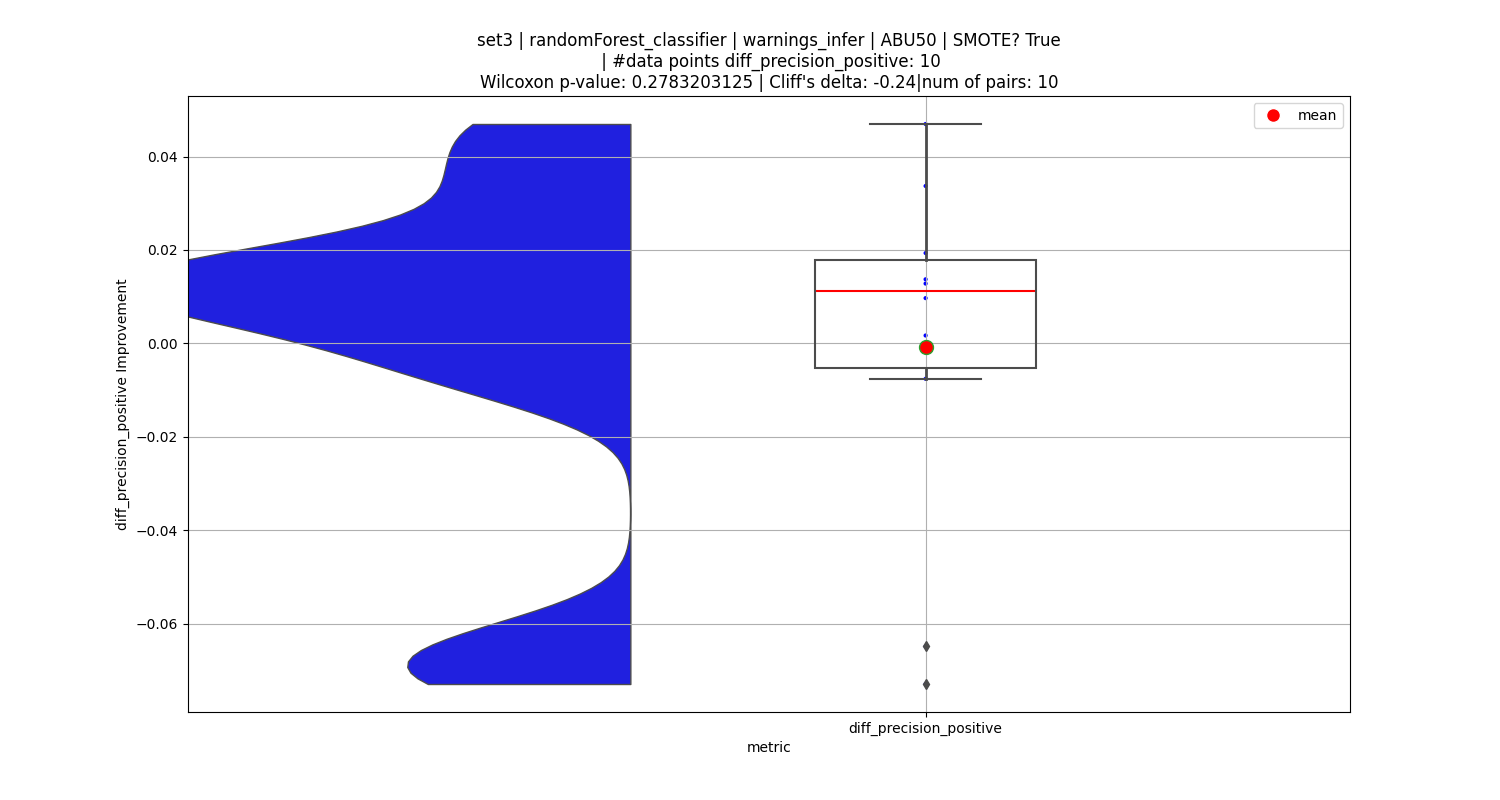 set3 | randomForest_classifier | warnings_infer | ABU50 | SMOTE? True
| #data points diff_precision_positive: 10
Wilcoxon p-value: 0.2783203125 | Cliff's delta: -0.24|num of pairs: 10
mean
0.04
0.02
0.00
−0.02
−0.04
−0.06
diff_precision_positive Improvement
diff_precision_positive
metric